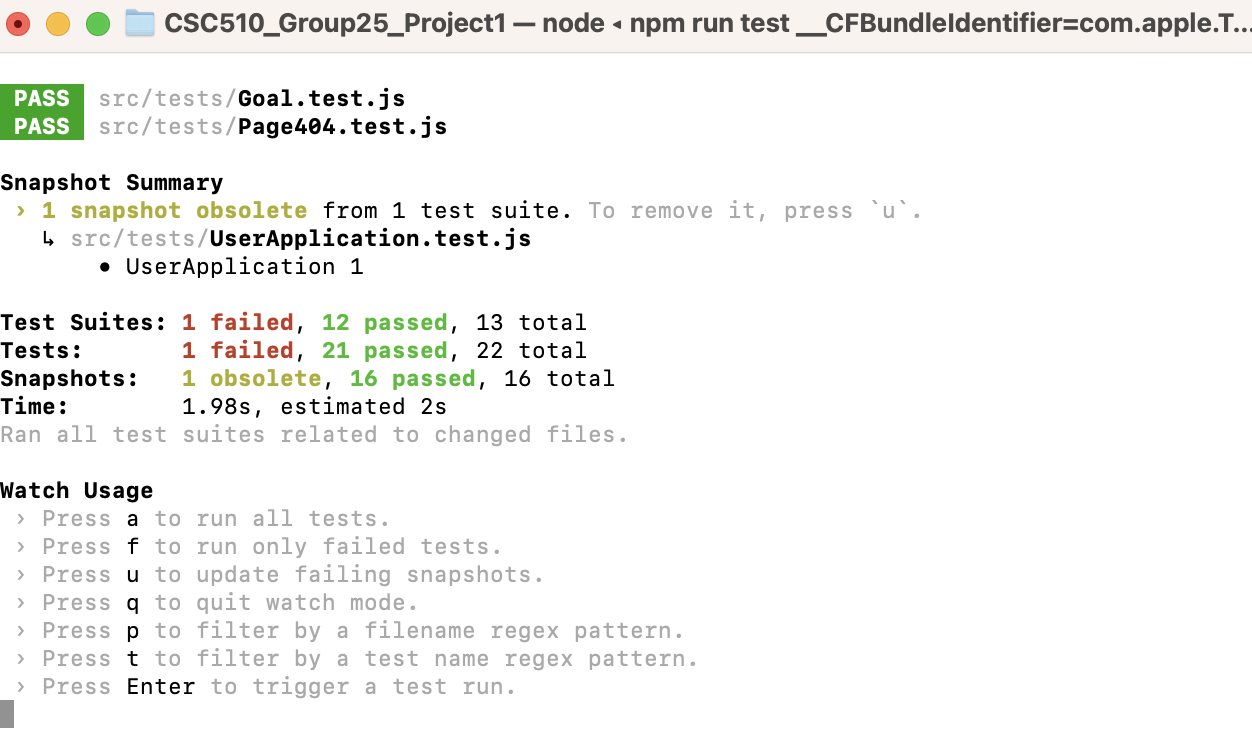 CSC510_Group25_Project1 — node ◂ npm run test __CFBundleIdentifier=com.apple.T...
PASS src/tests/Goal.test.js
PASS src/tests/Page404.test.js
Snapshot Summary
› 1 snapshot obsolete from 1 test suite. To remove it, press `u`.
↳ src/tests/UserApplication.test.js
• UserApplication 1
Test Suites: 1 failed, 12 passed, 13 total
Tests: 1 failed, 21 passed, 22 total
Snapshots: 1 obsolete, 16 passed, 16 total
Time: 1.98s, estimated 2s
Ran all test suites related to changed files.
Watch Usage
› Press a to run all tests.
› Press f to run only failed tests.
› Press u to update failing snapshots.
› Press q to quit watch mode.
› Press p to filter by a filename regex pattern.
› Press t to filter by a test name regex pattern.
› Press Enter to trigger a test run.